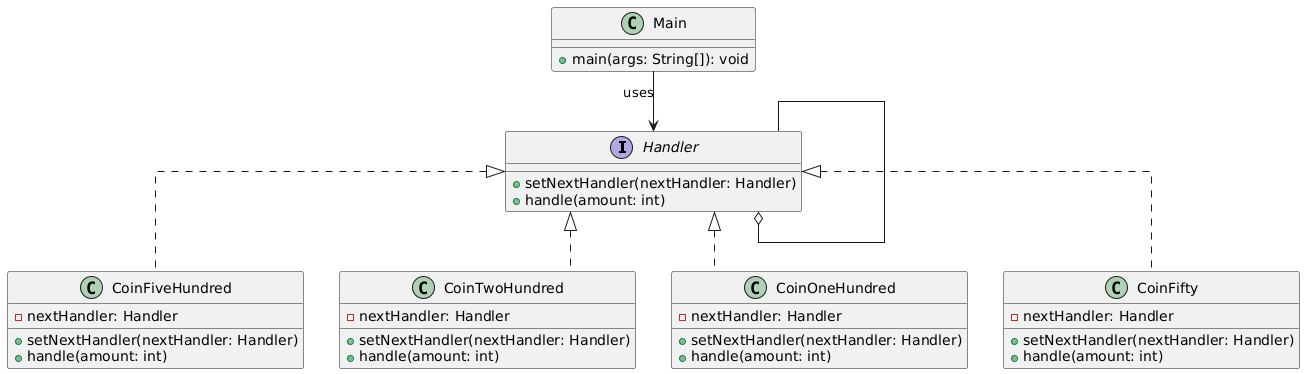 C Main
main(args: String[]): void
uses
I Handler
setNextHandler(nextHandler: Handler)
handle(amount: int)
C CoinFiveHundred
nextHandler: Handler
setNextHandler(nextHandler: Handler)
handle(amount: int)
C CoinTwoHundred
nextHandler: Handler
setNextHandler(nextHandler: Handler)
handle(amount: int)
C CoinOneHundred
nextHandler: Handler
setNextHandler(nextHandler: Handler)
handle(amount: int)
C CoinFifty
nextHandler: Handler
setNextHandler(nextHandler: Handler)
handle(amount: int)